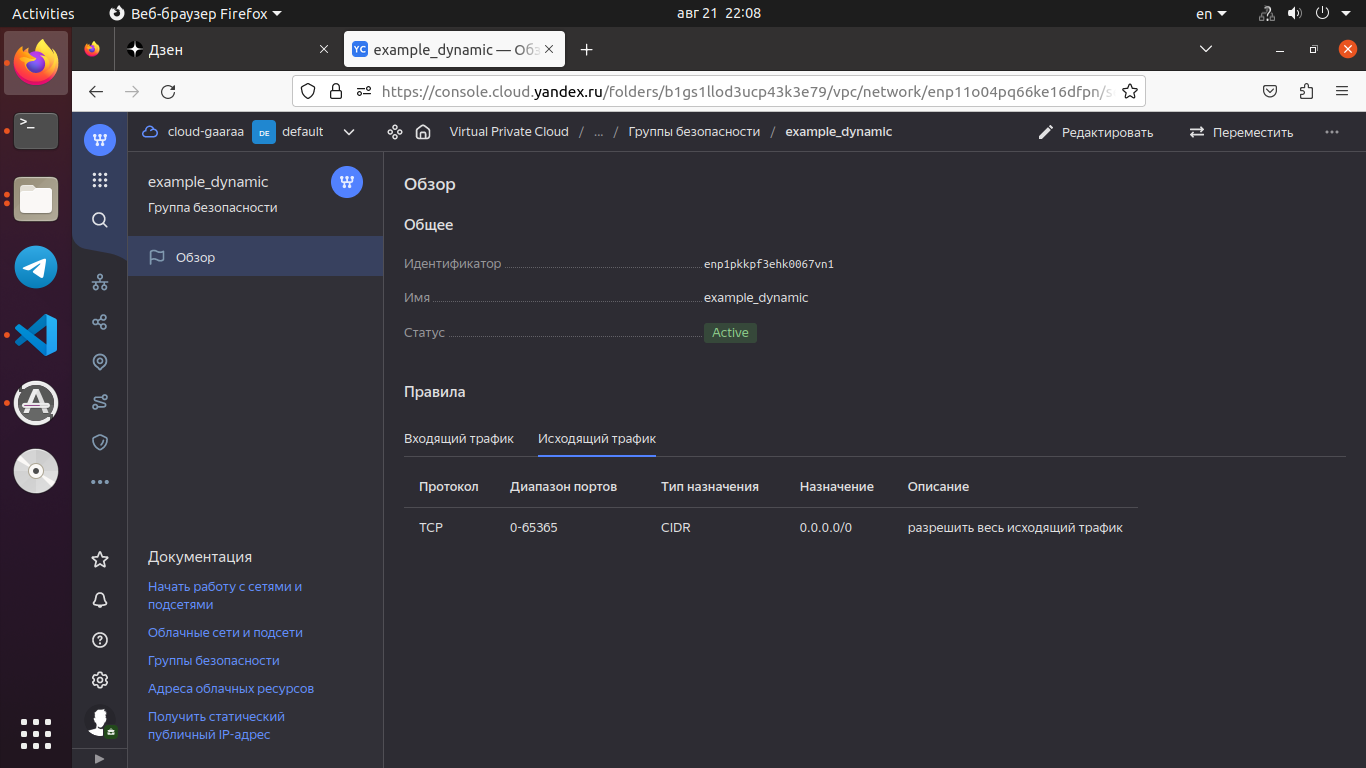 Activities
Веб-браузер Firefox
авг 21 22:08
en
Дзен
example_dynamic — Обз
https://console.cloud.yandex.ru/folders/b1gs1llod3ucp43k3e79/vpc/network/enp11o04pq66ke16dfpn/s
cloud-gaaraa DE default
Virtual Private Cloud / ... / Группы безопасности / example_dynamic
Редактировать
Переместить
example_dynamic
Группа безопасности
Обзор
Документация
Начать работу с сетями и
подсетями
Облачные сети и подсети
Группы безопасности
Адреса облачных ресурсов
Получить статический
публичный IP-адрес
Обзор
Общее
Идентификатор enp1pkkpf3ehk0067vn1
Имя example_dynamic
Статус Active
Правила
Входящий трафик Исходящий трафик
Протокол Диапазон портов Тип назначения Назначение Описание
TCP 0-65365 CIDR 0.0.0.0/0 разрешить весь исходящий трафик